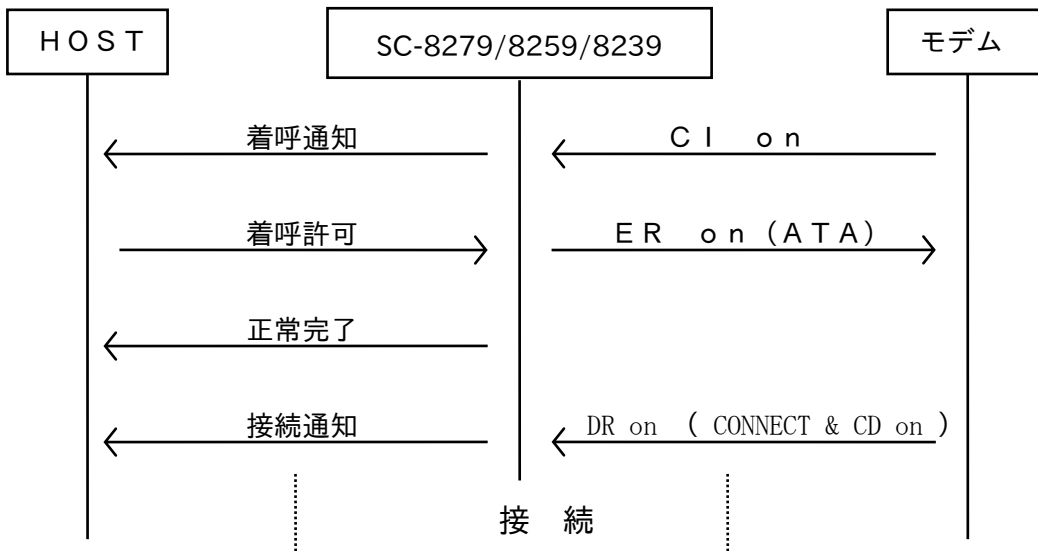 ＨＯＳＴ
SC-8279/8259/8239
モデム
着呼通知
ＣＩ　ｏｎ
着呼許可
ＥＲ　ｏｎ（ＡＴＡ）
正常完了
接続通知
DR on （ CONNECT & CD on ）
接　続